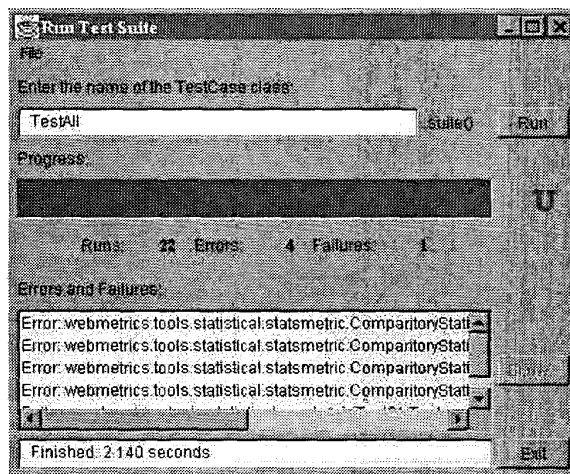 Run Test Suite
File
Enter the name of the TestCase class:
TestAll .suite() Run
Progress:
U
Runs: 22 Errors: 4 Failures: 1
Errors and Failures:
Error: webmetrics.tools.statistical.statsmetric.ComparitoryStati
Error: webmetrics.tools.statistical.statsmetric.ComparitoryStati
Error: webmetrics.tools.statistical.statsmetric.ComparitoryStati
Error: webmetrics.tools.statistical.statsmetric.ComparitoryStati
Finished: 2.140 seconds
Exit